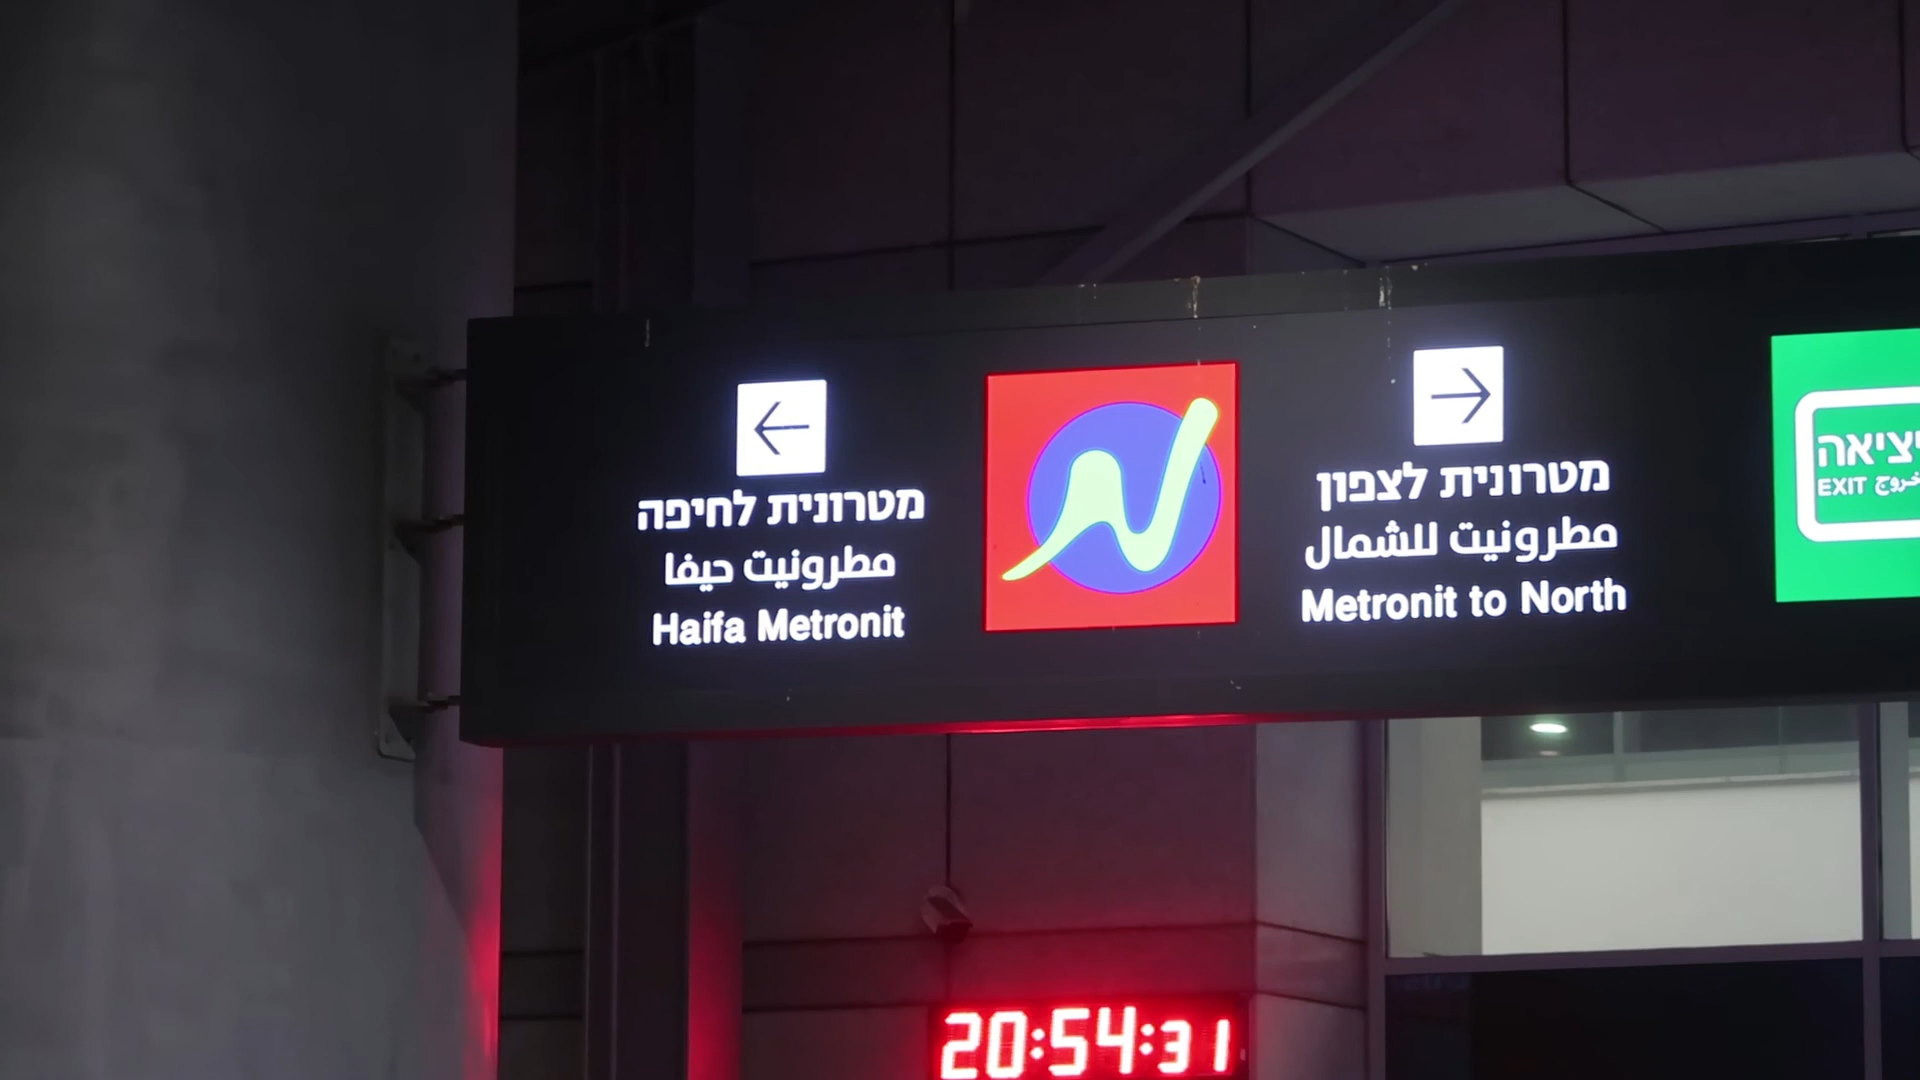 מטרונית לחיפה
مطرونيت حيفا
Haifa Metronit
מטרונית לצפון
مطرونيت للشمال
Metronit to North
יציאה
EXIT خروج
20:54:31